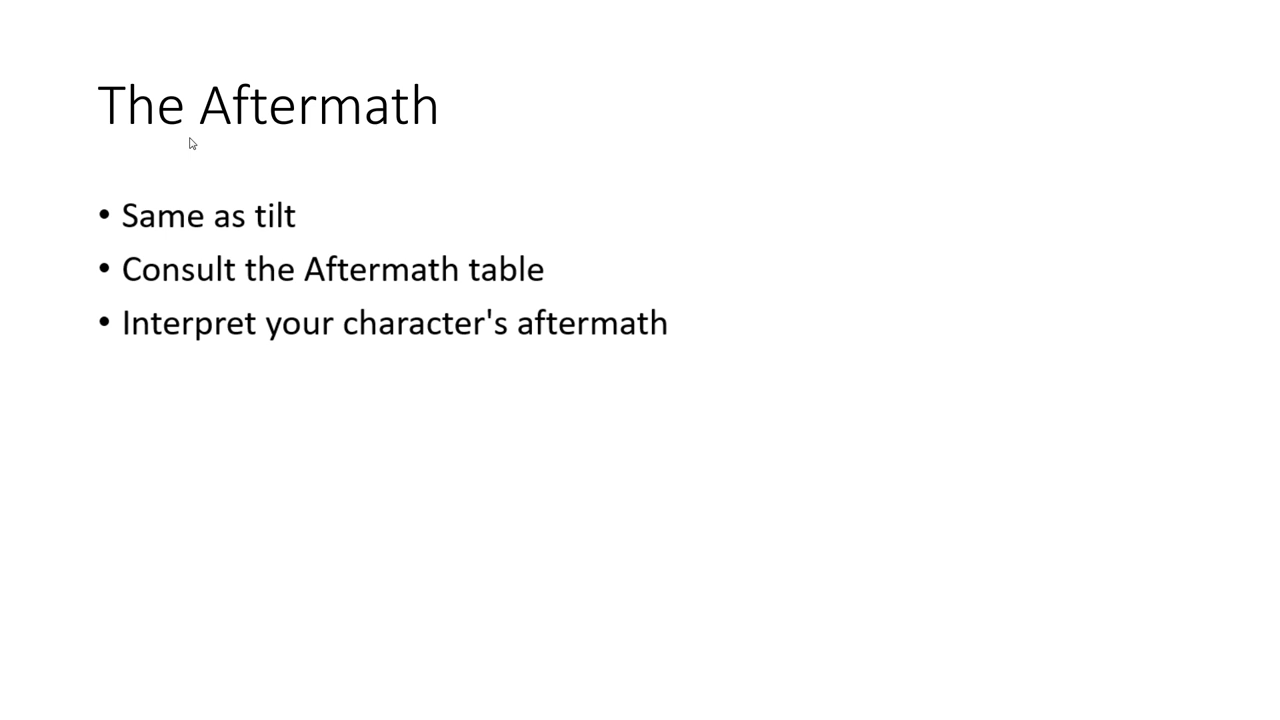 The Aftermath
• Same as tilt
• Consult the Aftermath table
• Interpret your character's aftermath